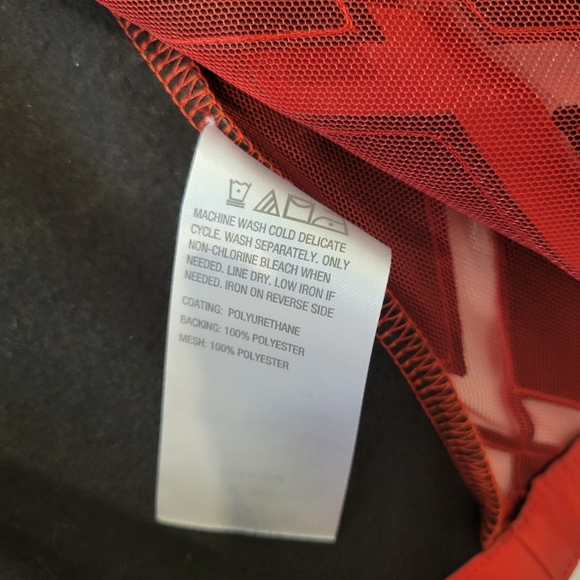 MACHINE WASH COLD DELICATE
CYCLE. WASH SEPARATELY. ONLY
NON-CHLORINE BLEACH WHEN
NEEDED. LINE DRY. LOW IRON IF
NEEDED. IRON ON REVERSE SIDE
COATING: POLYURETHANE
BACKING: 100% POLYESTER
MESH: 100% POLYESTER